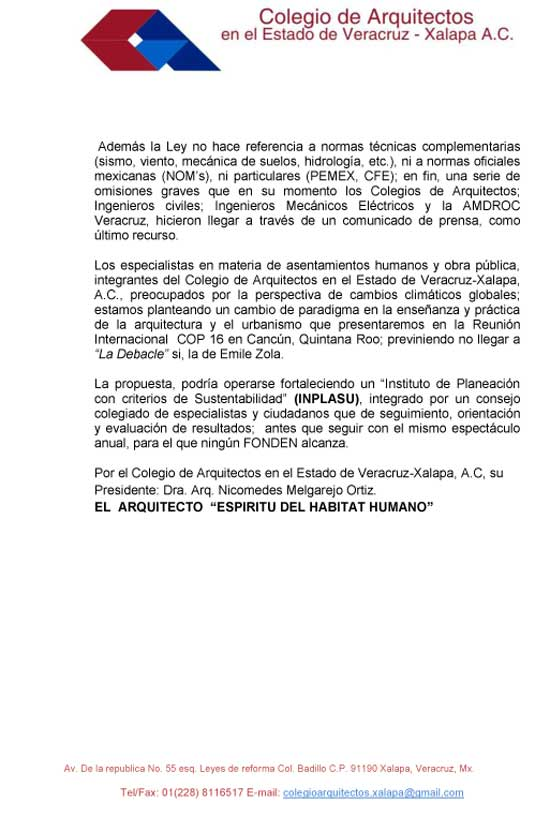 Colegio de Arquitectos
en el Estado de Veracruz - Xalapa A.C.
Además la Ley no hace referencia a normas técnicas complementarias
(sismo, viento, mecánica de suelos, hidrología, etc.), ni a normas oficiales
mexicanas (NOM’s), ni particulares (PEMEX, CFE); en fin, una serie de
omisiones graves que en su momento los Colegios de Arquitectos;
Ingenieros civiles; Ingenieros Mecánicos Eléctricos y la AMDROC
Veracruz, hicieron llegar a través de un comunicado de prensa, como
último recurso.
Los especialistas en materia de asentamientos humanos y obra pública,
integrantes del Colegio de Arquitectos en el Estado de Veracruz-Xalapa,
A.C., preocupados por la perspectiva de cambios climáticos globales;
estamos planteando un cambio de paradigma en la enseñanza y práctica
de la arquitectura y el urbanismo que presentaremos en la Reunión
Internacional COP 16 en Cancún, Quintana Roo; previniendo no llegar a
“La Debacle” si, la de Emile Zola.
La propuesta, podría operarse fortaleciendo un “Instituto de Planeación
con criterios de Sustentabilidad” (INPLASU), integrado por un consejo
colegiado de especialistas y ciudadanos que de seguimiento, orientación
y evaluación de resultados; antes que seguir con el mismo espectáculo
anual, para el que ningún FONDEN alcanza.
Por el Colegio de Arquitectos en el Estado de Veracruz-Xalapa, A.C, su
Presidente: Dra. Arq. Nicomedes Melgarejo Ortiz.
EL ARQUITECTO “ESPIRITU DEL HABITAT HUMANO”
Av. De la republica No. 55 esq. Leyes de reforma Col. Badillo C.P. 91190 Xalapa, Veracruz, Mx.
Tel/Fax: 01(228) 8116517 E-mail: colegioarquitectos.xalapa@gmail.com